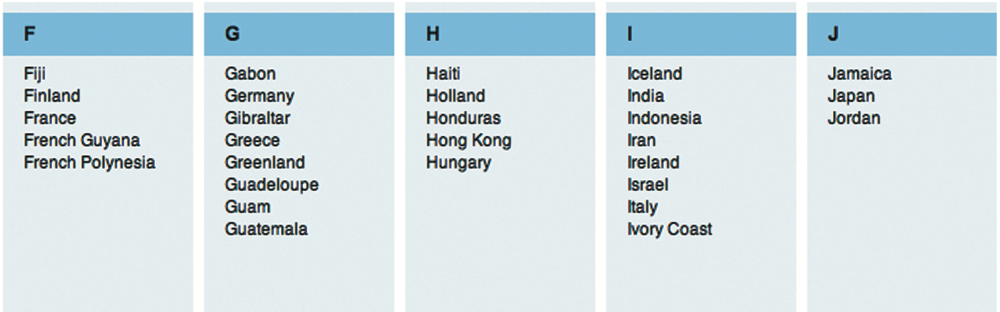 F
Fiji
Finland
France
French Guyana
French Polynesia
G
Gabon
Germany
Gibraltar
Greece
Greenland
Guadeloupe
Guam
Guatemala
H
Haiti
Holland
Honduras
Hong Kong
Hungary
I
Iceland
India
Indonesia
Iran
Ireland
Israel
Italy
Ivory Coast
J
Jamaica
Japan
Jordan